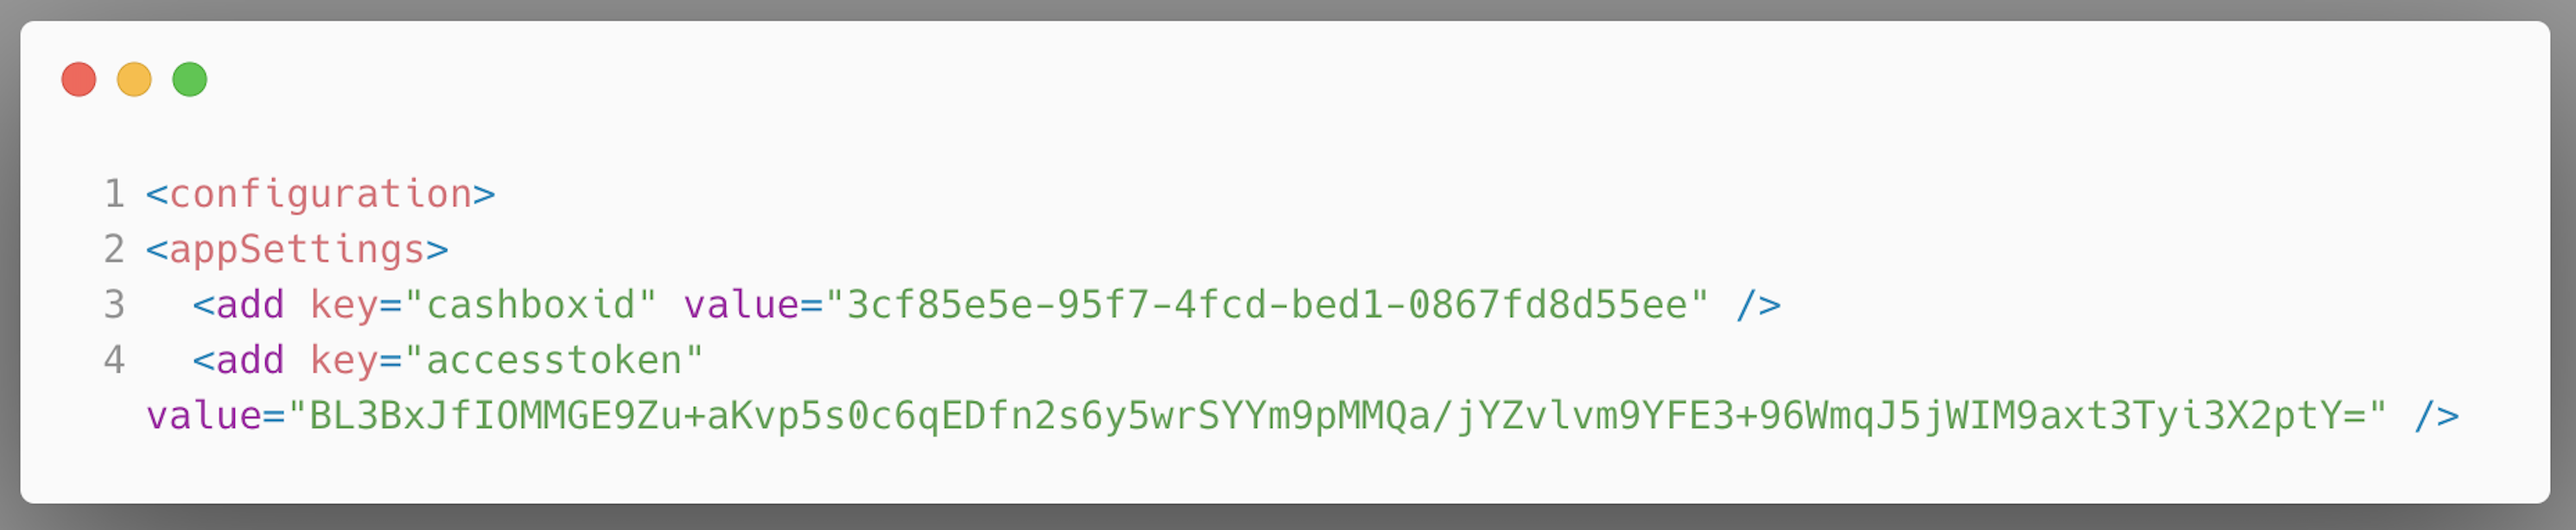 1 <configuration>
2 <appSettings>
3   <add key="cashboxid" value="3cf85e5e-95f7-4fcd-bed1-0867fd8d55ee" />
4   <add key="accesstoken"
value="BL3BxJfIOMMGE9Zu+aKvp5s0c6qEDfn2s6y5wrSYYm9pMMQa/jYZvlvm9YFE3+96WmqJ5jWIM9axt3Tyi3X2ptY=" />